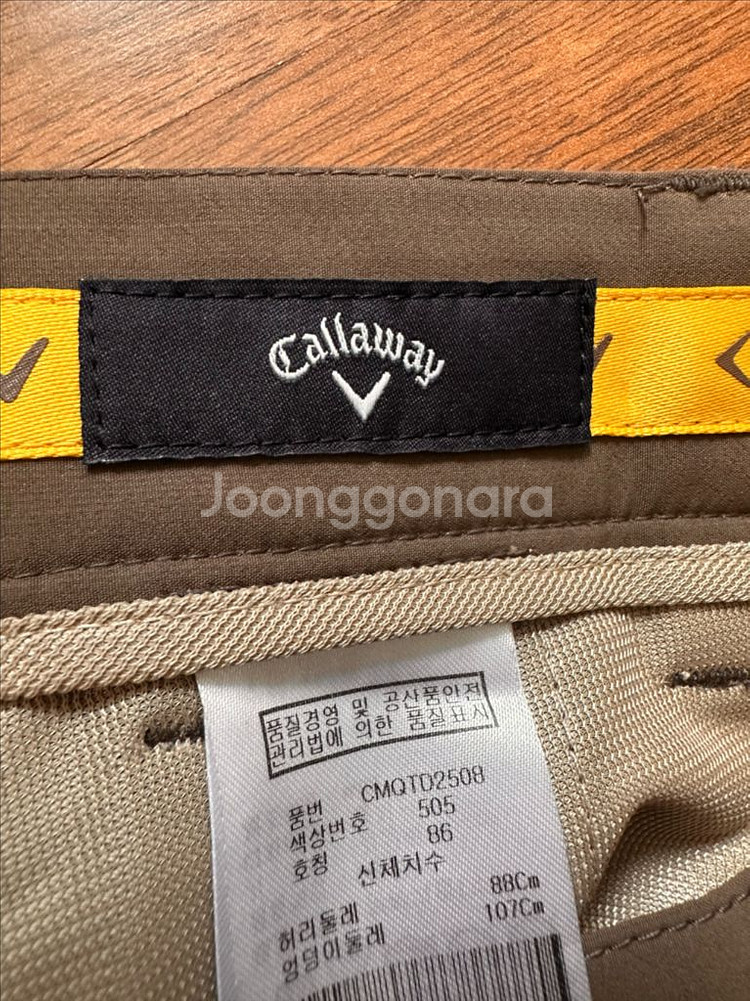 Callaway
Joonggonara
품질경영 및 공산품안전
관리법에 의한 품질표시
품번 CMQTD2508
색상번호 505
호칭 86
신체치수
허리둘레 88Cm
엉덩이둘레 107Cm